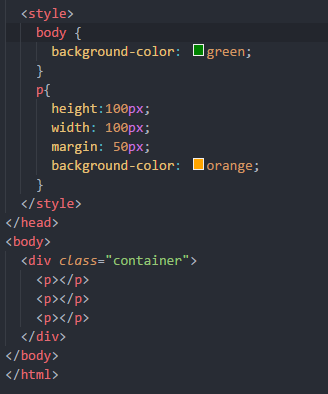 <style>
body {
background-color: green;
}
p{
height:100px;
width: 100px;
margin: 50px;
background-color: orange;
}
</style>
</head>
<body>
<div class="container">
<p></p>
<p></p>
<p></p>
</div>
</body>
</html>